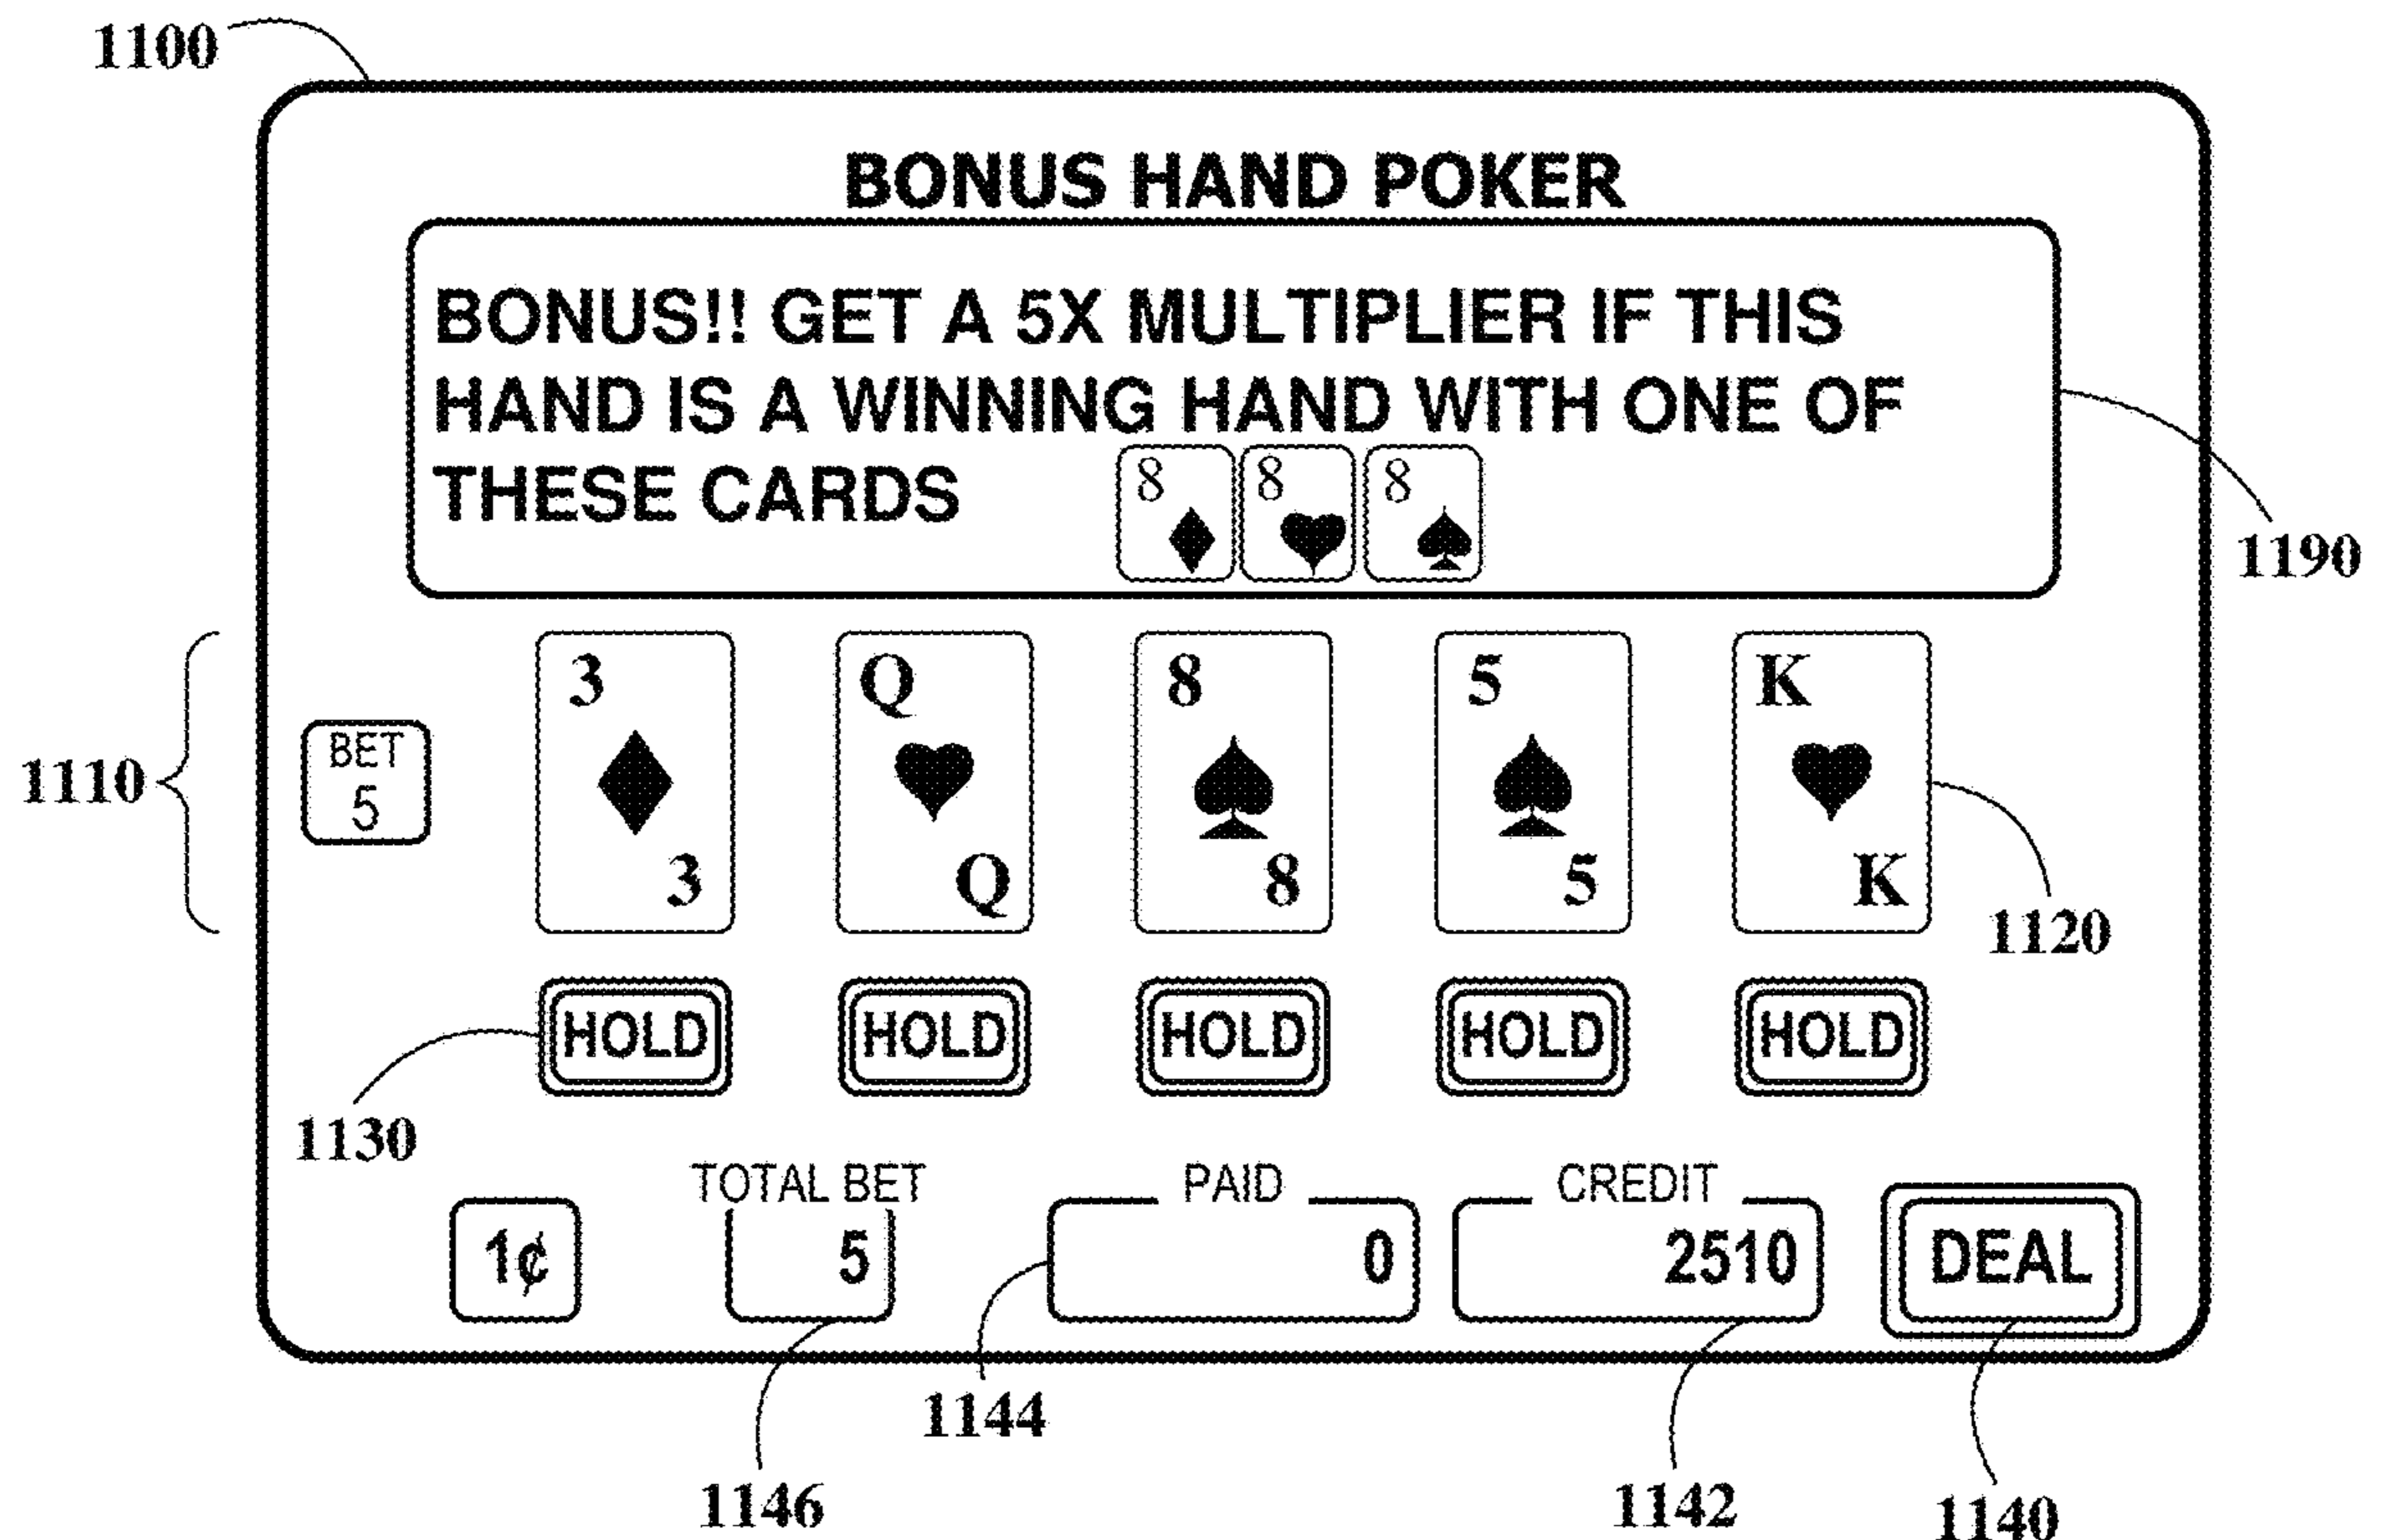 1100
BONUS HAND POKER
BONUS!! GET A 5X MULTIPLIER IF THIS
HAND IS A WINNING HAND WITH ONE OF
THESE CARDS 8 8 8
1190
3 Q 8 5 K
BET
5
1110
3 Q 8 5 K
1120
HOLD HOLD HOLD HOLD HOLD
1130
TOTAL BET PAID CREDIT
1¢ 5 0 2510 DEAL
1144
1146 1142 1140